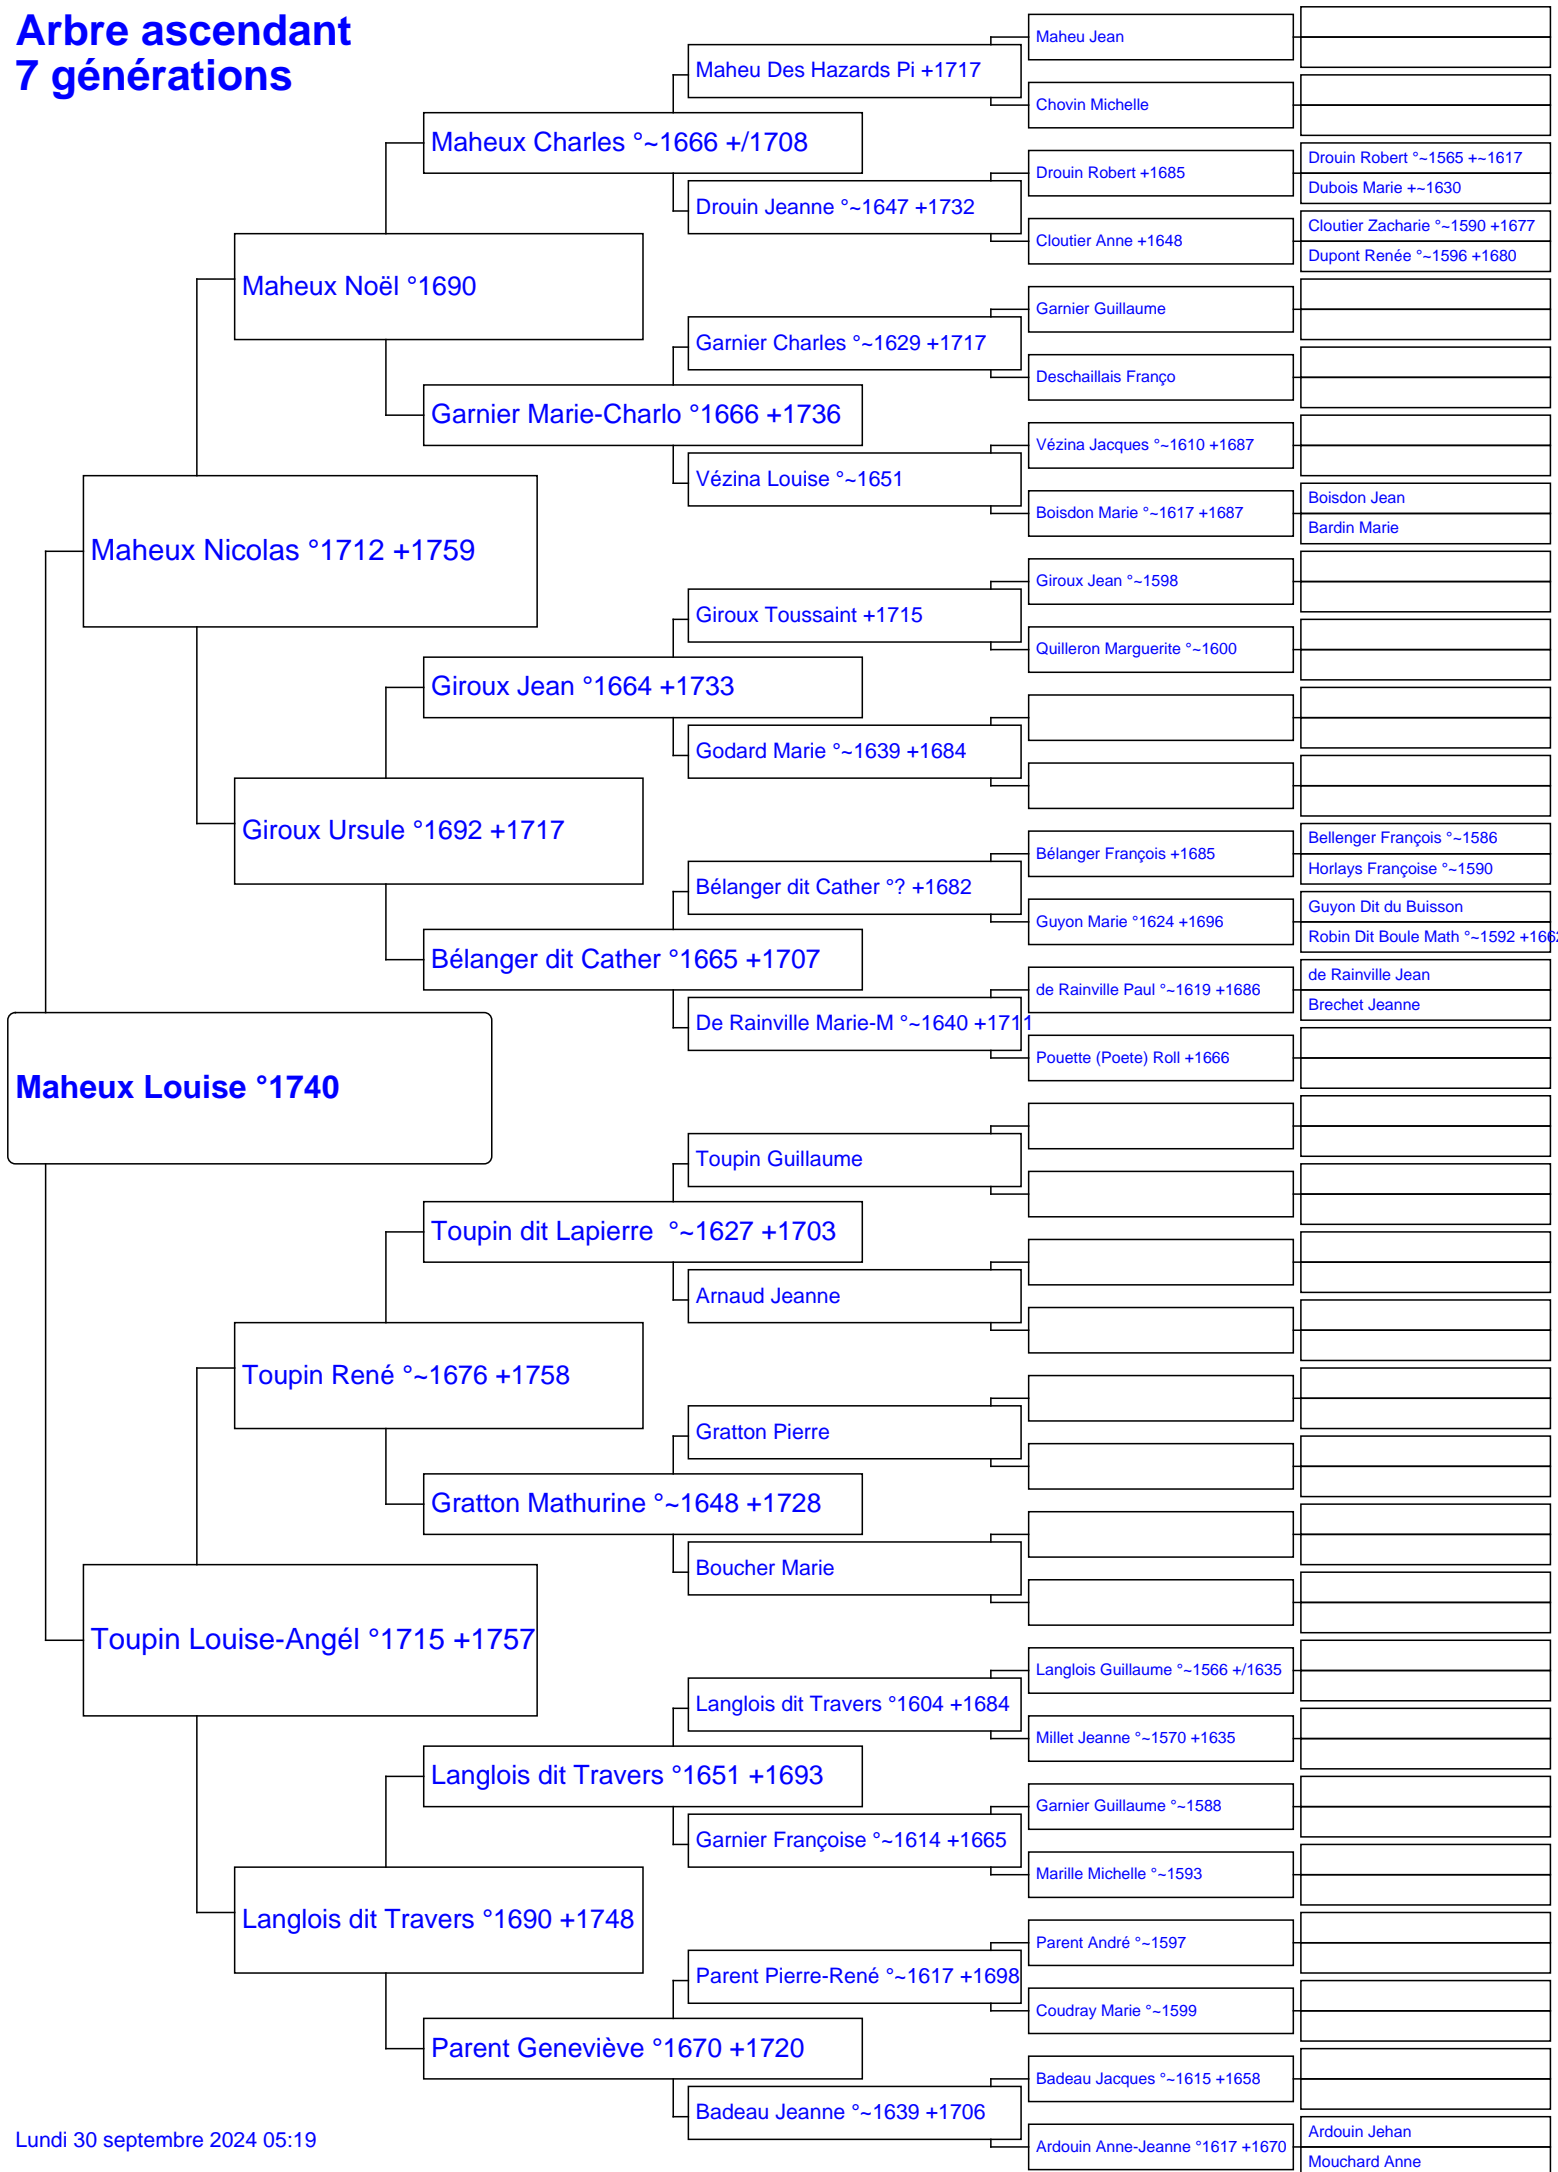 Arbre ascendant
7 générations
Maheu Jean
Maheu Des Hazards Pi +1717
Chovin Michelle
Maheux Charles °~1666 +/1708
Drouin Robert °~1565 +~1617
Drouin Robert +1685
Dubois Marie +~1630
Drouin Jeanne °~1647 +1732
Cloutier Zacharie °~1590 +1677
Cloutier Anne +1648
Dupont Renée °~1596 +1680
Maheux Noël °1690
Garnier Guillaume
Garnier Charles °~1629 +1717
Deschaillais Franço
Garnier Marie-Charlo °1666 +1736
Vézina Jacques °~1610 +1687
Vézina Louise °~1651
Boisdon Jean
Boisdon Marie °~1617 +1687
Bardin Marie
Maheux Nicolas °1712 +1759
Giroux Jean °~1598
Giroux Toussaint +1715
Quilleron Marguerite °~1600
Giroux Jean °1664 +1733
Godard Marie °~1639 +1684
Giroux Ursule °1692 +1717
Bellenger François °~1586
Bélanger François +1685
Horlays Françoise °~1590
Bélanger dit Cather °? +1682
Guyon Dit du Buisson
Guyon Marie °1624 +1696
Robin Dit Boule Math °~1592 +1662
Bélanger dit Cather °1665 +1707
de Rainville Jean
de Rainville Paul °~1619 +1686
Brechet Jeanne
De Rainville Marie-M °~1640 +1711
Pouette (Poete) Roll +1666
Maheux Louise °1740
Toupin Guillaume
Toupin dit Lapierre °~1627 +1703
Arnaud Jeanne
Toupin René °~1676 +1758
Gratton Pierre
Gratton Mathurine °~1648 +1728
Boucher Marie
Toupin Louise-Angél °1715 +1757
Langlois Guillaume °~1566 +/1635
Langlois dit Travers °1604 +1684
Millet Jeanne °~1570 +1635
Langlois dit Travers °1651 +1693
Garnier Guillaume °~1588
Garnier Françoise °~1614 +1665
Marille Michelle °~1593
Langlois dit Travers °1690 +1748
Parent André °~1597
Parent Pierre-René °~1617 +1698
Coudray Marie °~1599
Parent Geneviève °1670 +1720
Badeau Jacques °~1615 +1658
Badeau Jeanne °~1639 +1706
Ardouin Jehan
Ardouin Anne-Jeanne °1617 +1670
Mouchard Anne
Lundi 30 septembre 2024 05:19